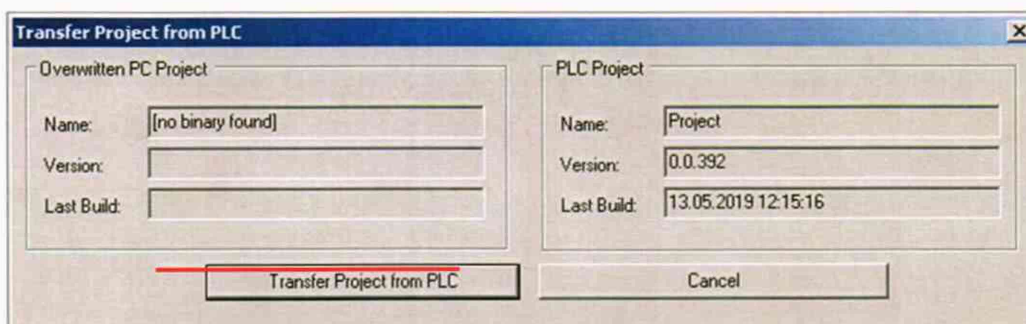 Transfer Project from PLC
Overwritten PC Project
Name: [no binary found]
Version:
Last Build:
PLC Project
Name: Project
Version: 0.0.392
Last Build: 13.05.2019 12:15:16
Transfer Project from PLC
Cancel